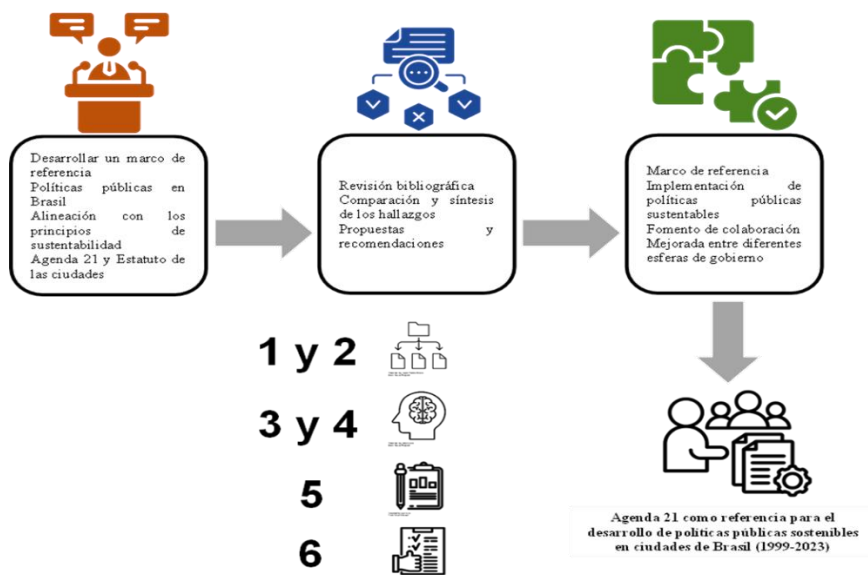 Desarrollar un marco de
referencia
Políticas públicas en
Brasil
Alineación con los
principios de
sustentabilidad
Agenda 21 y Estatuto de
las ciudades
Revisión bibliográfica
Comparación y síntesis
de los hallazgos
Propuestas y
recomendaciones
Marco de referencia
Implementación de
políticas públicas
sustentables
Fomento de colaboración
Mejorada entre diferentes
esferas de gobierno
1 y 2
3 y 4
5
6
Agenda 21 como referencia para el
desarrollo de políticas públicas sostenibles
en ciudades de Brasil (1999-2023)